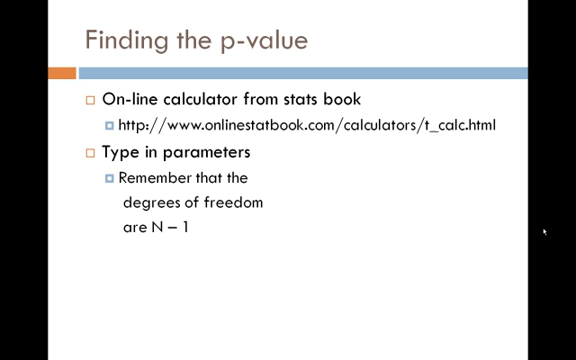 Finding the p-value
On-line calculator from stats book
http://www.onlinestatbook.com/calculators/t_calc.html
Type in parameters
Remember that the
degrees of freedom
are N – 1